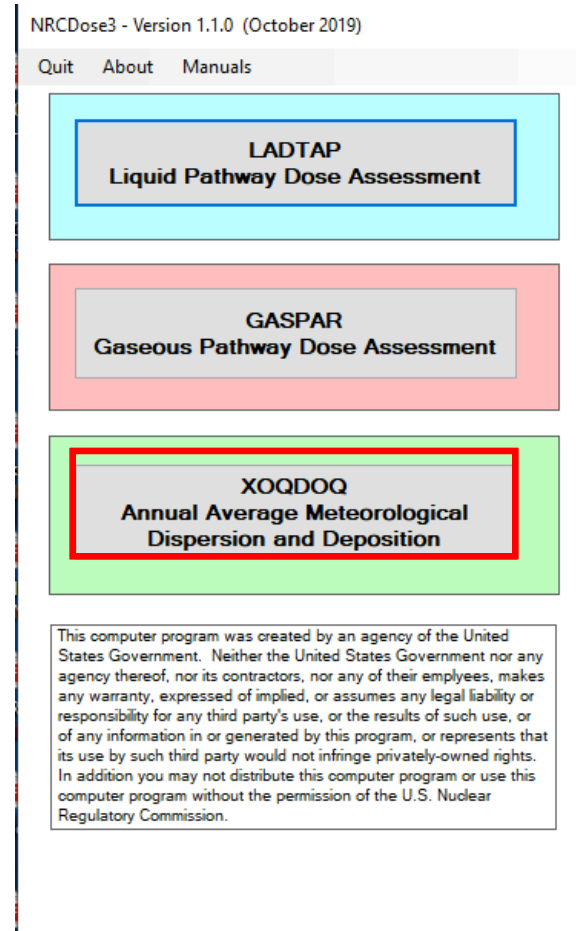 NRCDose3 - Version 1.1.0 (October 2019)
Quit About Manuals
LADTAP
Liquid Pathway Dose Assessment
GASPAR
Gaseous Pathway Dose Assessment
XOQDOQ
Annual Average Meteorological
Dispersion and Deposition
This computer program was created by an agency of the United
States Government. Neither the United States Government nor any
agency thereof, nor its contractors, nor any of their emplyees, makes
any warranty, expressed of implied, or assumes any legal liability or
responsibility for any third party's use, or the results of such use, or
of any information in or generated by this program, or represents that
its use by such third party would not infringe privately-owned rights.
In addition you may not distribute this computer program or use this
computer program without the permission of the U.S. Nuclear
Regulatory Commission.